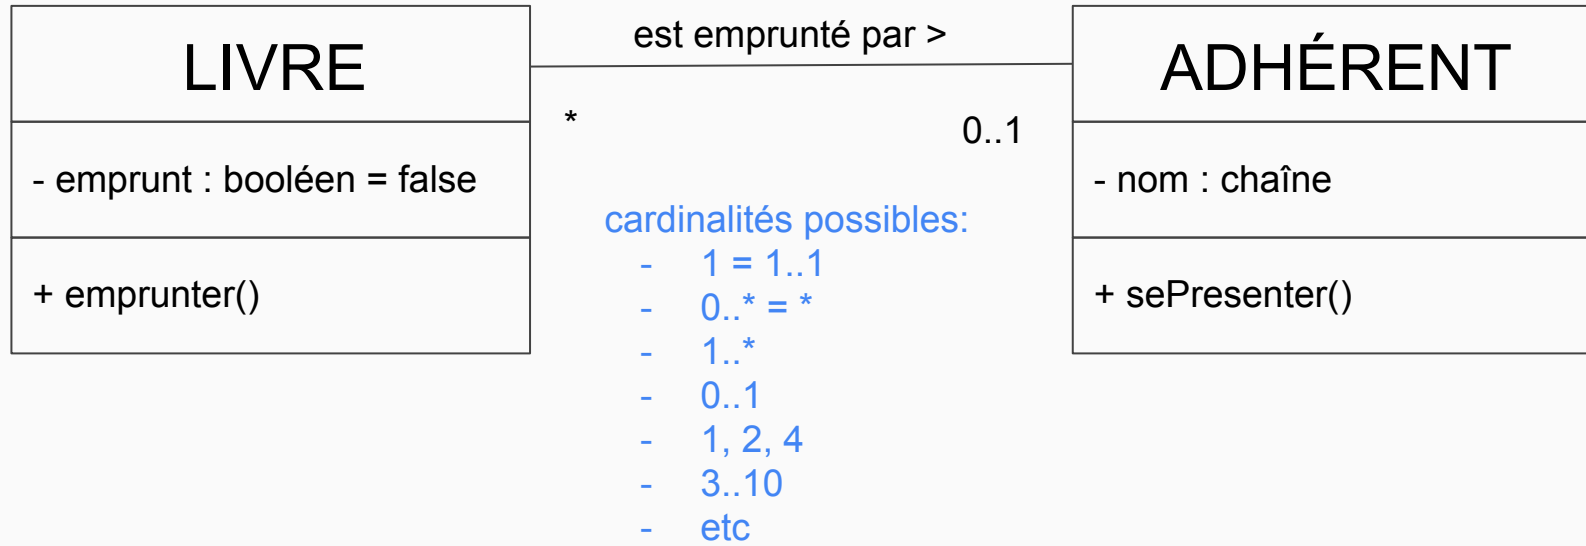 LIVRE
- emprunt : booléen = false
+ emprunter()
est emprunté par >
*
0..1
cardinalités possibles:
- 1 = 1..1
- 0..* = *
- 1..*
- 0..1
- 1, 2, 4
- 3..10
- etc
ADHÉRENT
- nom : chaîne
+ sePresenter()